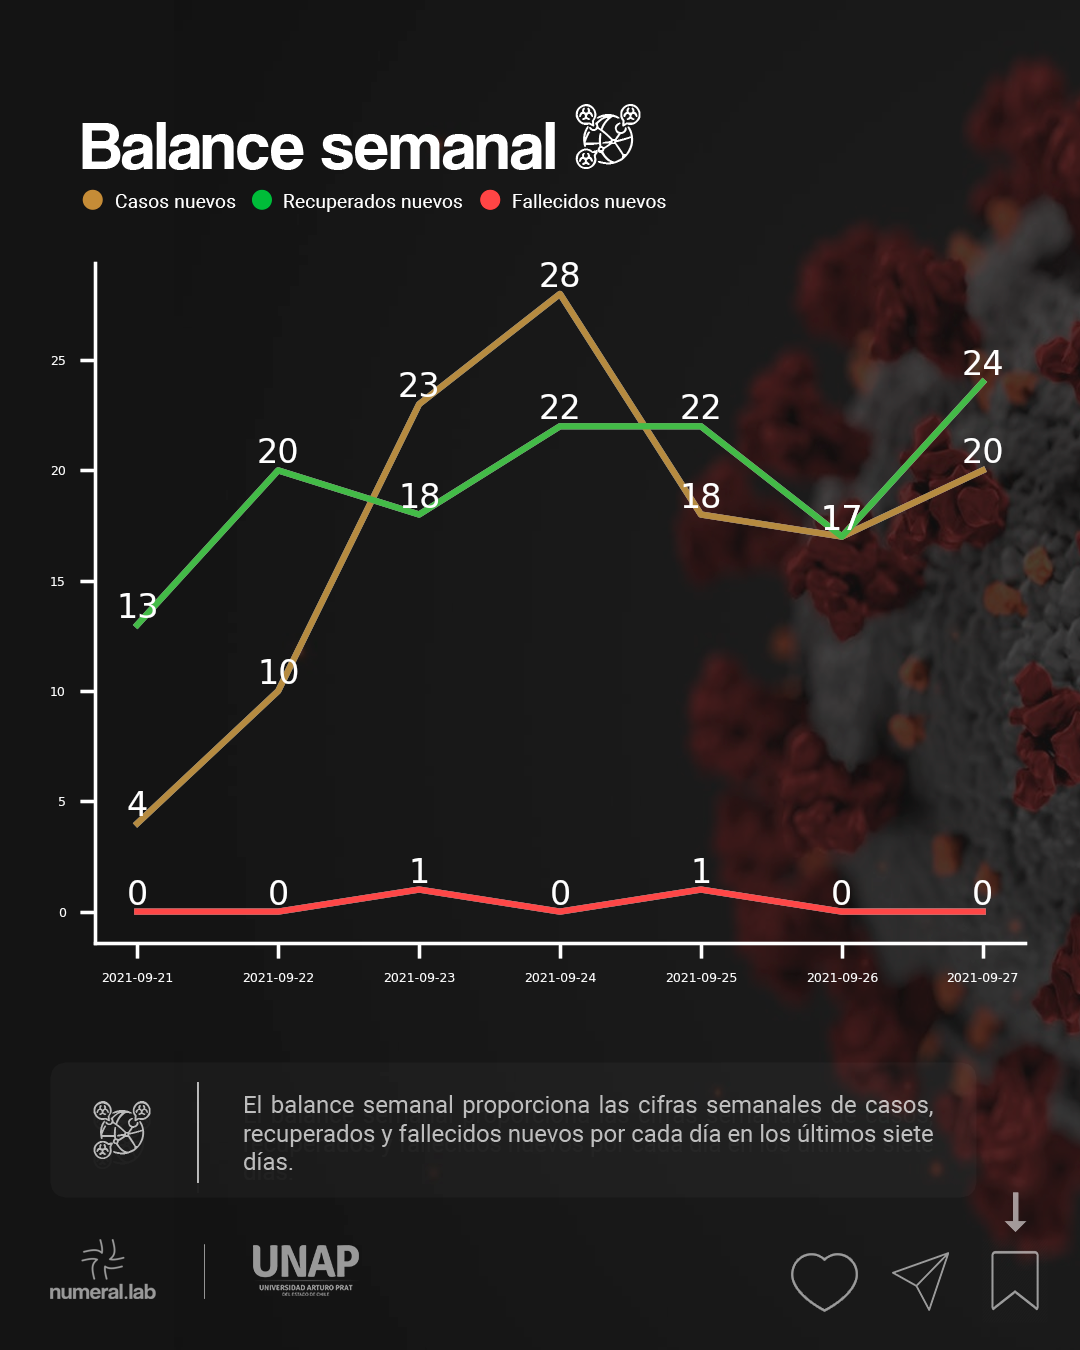 Balance semanal
Casos nuevos Recuperados nuevos Fallecidos nuevos
28
25
24
23
22 22
20
20
20
18
18
17
15
13
10
10
5
4
1 1
0 0 0 0 0
0
2021-09-21 2021-09-22 2021-09-23 2021-09-24 2021-09-25 2021-09-26 2021-09-27
El balance semanal proporciona las cifras semanales de casos,
recuperados y fallecidos nuevos por cada día en los últimos siete
días.
numeral.lab
UNAP
UNIVERSIDAD ARTURO PRAT
DEL ESTADO DE CHILE